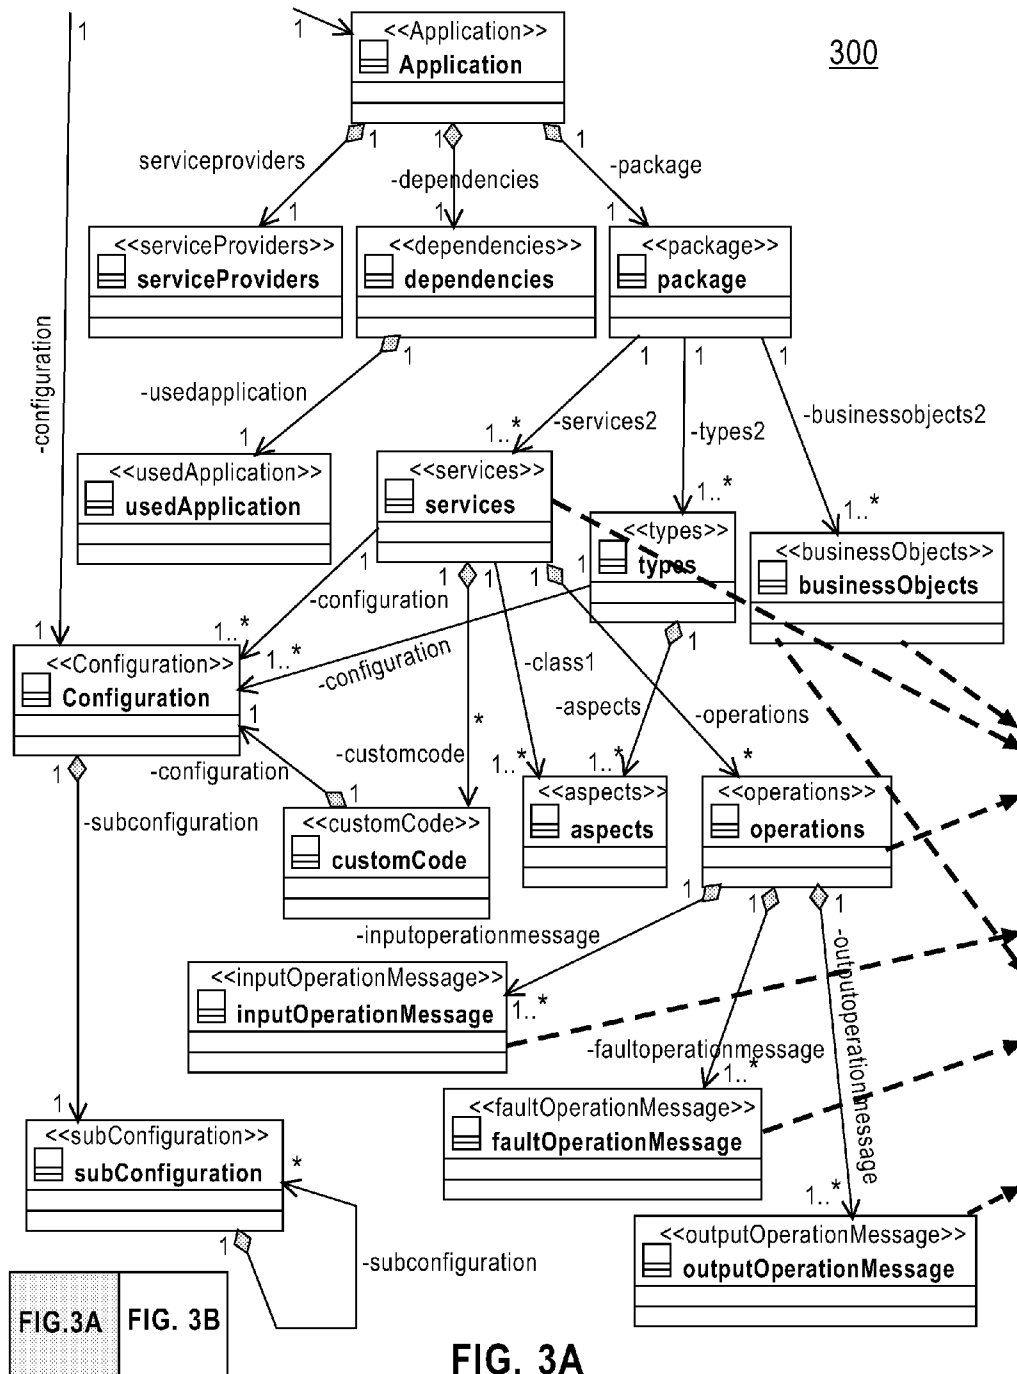 1
1
<<Application>>
Application
300
1
1
1
serviceproviders
-dependencies
-package
1
1
1
<<serviceProviders>>
serviceProviders
<<dependencies>>
dependencies
<<package>>
package
-configuration
1
1
1
1
-usedapplication
-services2
-types2
-businessobjects2
1
1..*
1..*
1..*
<<usedApplication>>
usedApplication
<<services>>
services
<<types>>
types
<<businessObjects>>
businessObjects
1
1
1
1
1
-configuration
1
1..*
1..*
-configuration
1
<<Configuration>>
Configuration
-class1
-aspects
-operations
1
*
-customcode
-configuration
1
1..*
1..*
*
1
-subconfiguration
<<customCode>>
customCode
<<aspects>>
aspects
<<operations>>
operations
1
1
1
-inputoperationmessage
-outputoperationmessage
<<inputOperationMessage>>
inputOperationMessage
1..*
-faultoperationmessage
1..*
1
<<subConfiguration>>
subConfiguration
*
<<faultOperationMessage>>
faultOperationMessage
1..*
1
-subconfiguration
<<outputOperationMessage>>
outputOperationMessage
FIG.3A
FIG. 3B
FIG. 3A